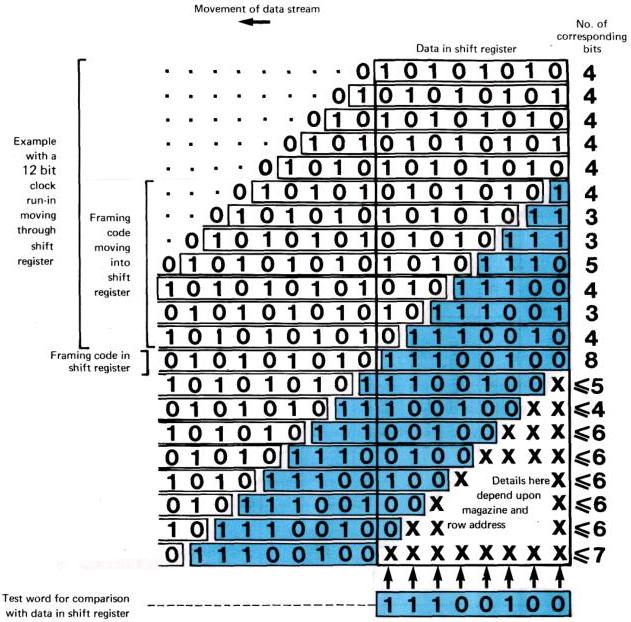 Movement of data stream
No. of
corresponding
bits
Data in shift register
Example
with a
12 bit
clock
run-in
moving
through
shift
register
Framing
code
moving
into
shift
register
Framing code in
shift register
. . . . . . . . 0 1 0 1 0 1 0 1 0 4
. . . . . . . 0 1 0 1 0 1 0 1 0 1 4
. . . . . . 0 1 0 1 0 1 0 1 0 1 0 4
. . . . . 0 1 0 1 0 1 0 1 0 1 0 1 4
. . . . 0 1 0 1 0 1 0 1 0 1 0 1 0 4
. . . 0 1 0 1 0 1 0 1 0 1 0 1 0 1 4
. . 0 1 0 1 0 1 0 1 0 1 0 1 0 1 1 3
. 0 1 0 1 0 1 0 1 0 1 0 1 0 1 1 1 3
0 1 0 1 0 1 0 1 0 1 0 1 0 1 1 1 0 5
1 0 1 0 1 0 1 0 1 0 1 0 1 1 1 0 0 4
0 1 0 1 0 1 0 1 0 1 0 1 1 1 0 0 1 3
1 0 1 0 1 0 1 0 1 0 1 1 1 0 0 1 0 4
0 1 0 1 0 1 0 1 0 1 1 1 0 0 1 0 0 8
1 0 1 0 1 0 1 0 1 1 1 0 0 1 0 0 X ≤5
0 1 0 1 0 1 0 1 1 1 0 0 1 0 0 X X ≤4
1 0 1 0 1 0 1 1 1 0 0 1 0 0 X X X ≤6
0 1 0 1 0 1 1 1 0 0 1 0 0 X X X X ≤6
1 0 1 0 1 1 1 0 0 1 0 0 X Details here X ≤6
0 1 0 1 1 1 0 0 1 0 0 X depend upon X ≤6
magazine and
1 0 1 1 1 0 0 1 0 0 X X row address X ≤6
0 1 1 1 0 0 1 0 0 X X X X X X X X ≤7
Test word for comparison
with data in shift register
1 1 1 0 0 1 0 0